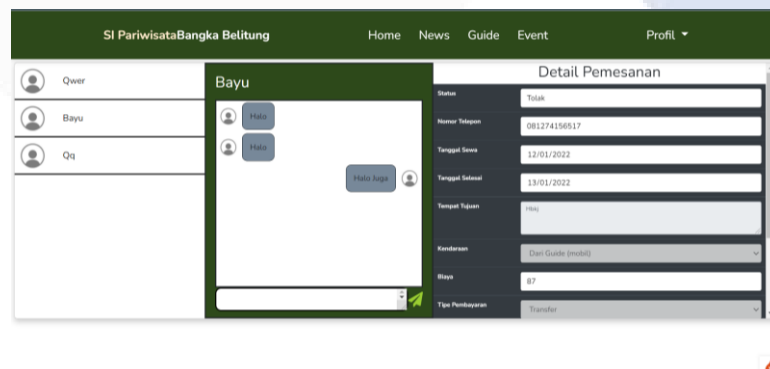 SI PariwisataBangka Belitung
Home News Guide Event Profil
Qwer
Bayu
Qq
Bayu
Halo
Halo
Halo Juga
Detail Pemesanan
Status
Tolak
Nomor Telepon
081274156517
Tanggal Sewa
12/01/2022
Tanggal Selesai
13/01/2022
Tempat Tujuan
Kendaraan
Dari Guide (mobil)
Biaya
87
Tipe Pembayaran
Transfer